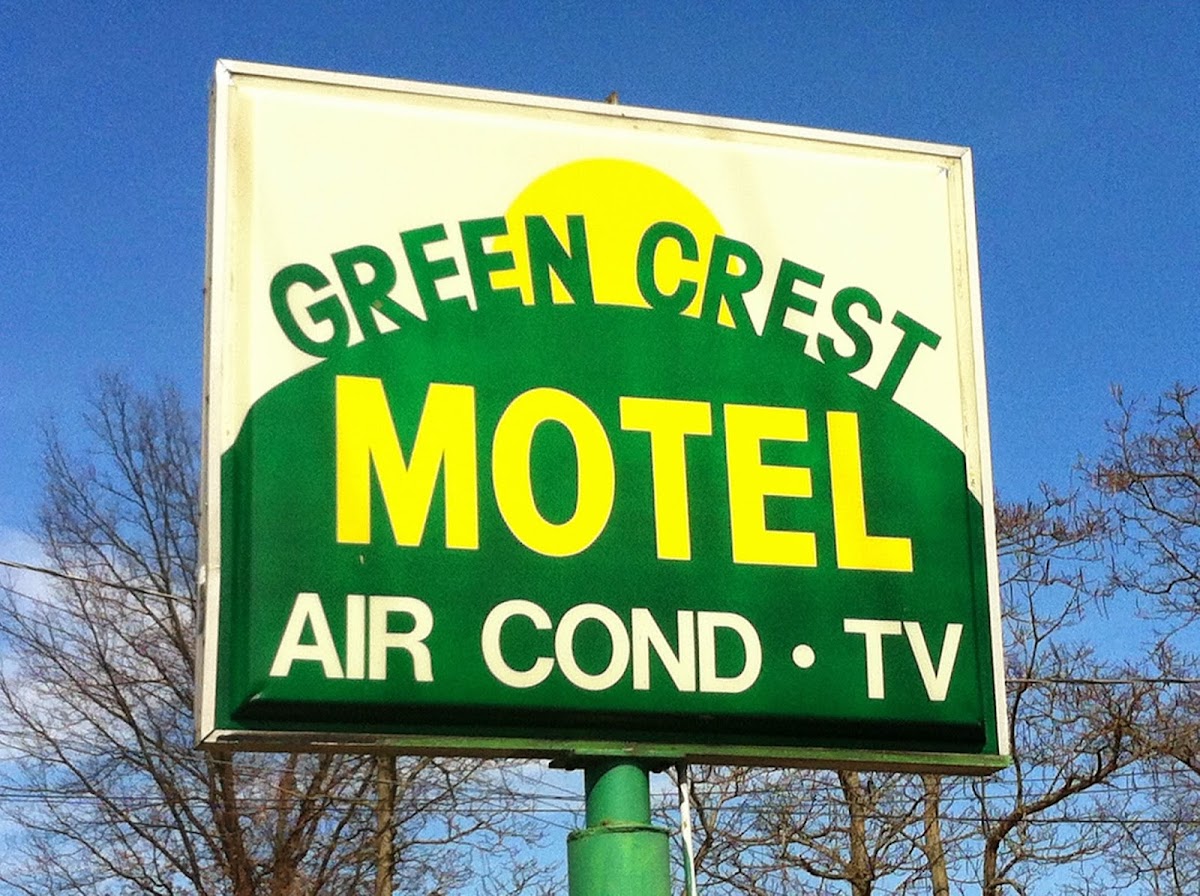 GREEN CREST
MOTEL
AIR COND • TV